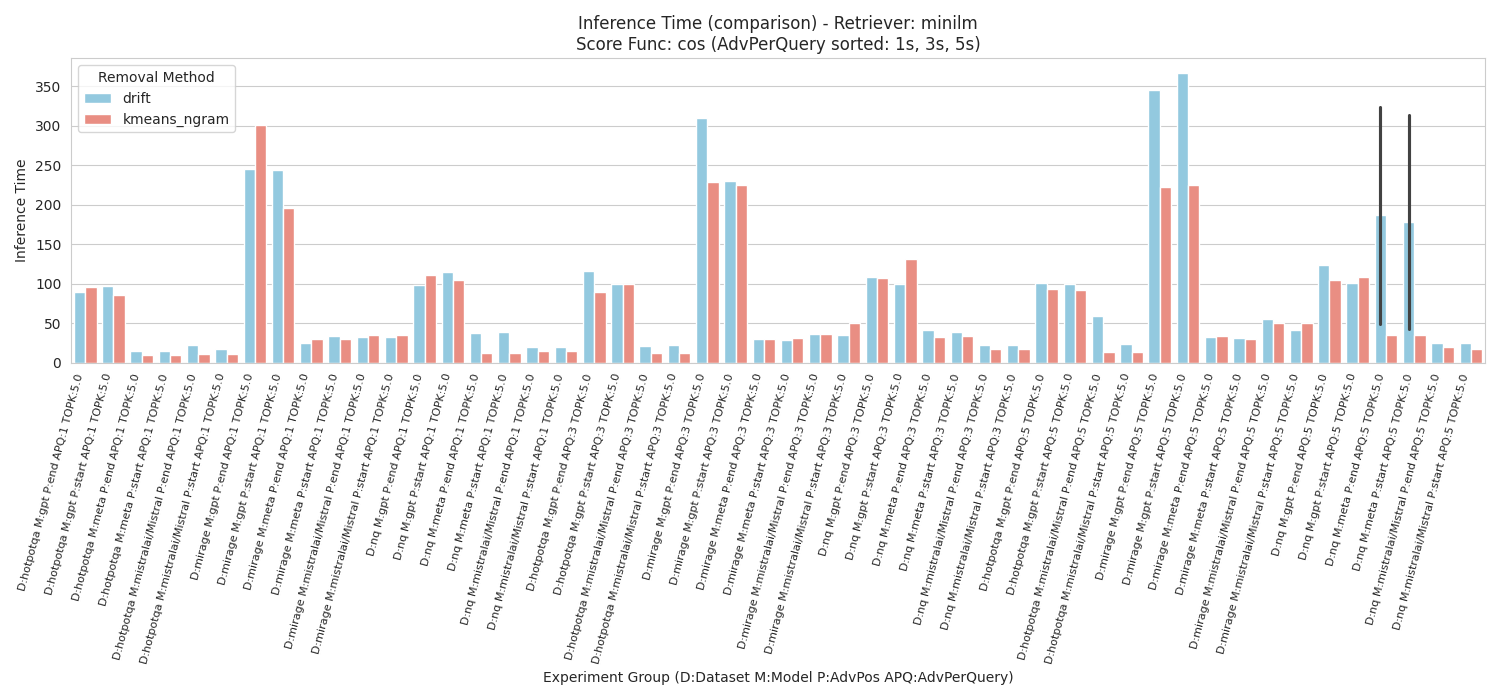 Inference Time (comparison) - Retriever: minilm
Score Func: cos (AdvPerQuery sorted: 1s, 3s, 5s)
Removal Method
drift
kmeans_ngram
Inference Time
350
300
250
200
150
100
50
0
D:hotpotqa M:gpt P:end APQ:1 TOPK:5.0
D:hotpotqa M:gpt P:start APQ:1 TOPK:5.0
D:hotpotqa M:meta P:end APQ:1 TOPK:5.0
D:hotpotqa M:meta P:start APQ:1 TOPK:5.0
D:hotpotqa M:mistralai/Mistral P:end APQ:1 TOPK:5.0
D:hotpotqa M:mistralai/Mistral P:start APQ:1 TOPK:5.0
D:mirage M:gpt P:end APQ:1 TOPK:5.0
D:mirage M:gpt P:start APQ:1 TOPK:5.0
D:mirage M:meta P:end APQ:1 TOPK:5.0
D:mirage M:meta P:start APQ:1 TOPK:5.0
D:mirage M:mistralai/Mistral P:end APQ:1 TOPK:5.0
D:mirage M:mistralai/Mistral P:start APQ:1 TOPK:5.0
D:nq M:gpt P:end APQ:1 TOPK:5.0
D:nq M:gpt P:start APQ:1 TOPK:5.0
D:nq M:meta P:end APQ:1 TOPK:5.0
D:nq M:meta P:start APQ:1 TOPK:5.0
D:nq M:mistralai/Mistral P:end APQ:1 TOPK:5.0
D:nq M:mistralai/Mistral P:start APQ:1 TOPK:5.0
D:hotpotqa M:gpt P:end APQ:3 TOPK:5.0
D:hotpotqa M:gpt P:start APQ:3 TOPK:5.0
D:hotpotqa M:mistralai/Mistral P:end APQ:3 TOPK:5.0
D:hotpotqa M:mistralai/Mistral P:start APQ:3 TOPK:5.0
D:mirage M:gpt P:end APQ:3 TOPK:5.0
D:mirage M:gpt P:start APQ:3 TOPK:5.0
D:mirage M:meta P:end APQ:3 TOPK:5.0
D:mirage M:meta P:start APQ:3 TOPK:5.0
D:mirage M:mistralai/Mistral P:end APQ:3 TOPK:5.0
D:mirage M:mistralai/Mistral P:start APQ:3 TOPK:5.0
D:nq M:gpt P:end APQ:3 TOPK:5.0
D:nq M:gpt P:start APQ:3 TOPK:5.0
D:nq M:meta P:end APQ:3 TOPK:5.0
D:nq M:meta P:start APQ:3 TOPK:5.0
D:nq M:mistralai/Mistral P:end APQ:3 TOPK:5.0
D:nq M:mistralai/Mistral P:start APQ:3 TOPK:5.0
D:hotpotqa M:gpt P:end APQ:5 TOPK:5.0
D:hotpotqa M:gpt P:start APQ:5 TOPK:5.0
D:hotpotqa M:mistralai/Mistral P:end APQ:5 TOPK:5.0
D:hotpotqa M:mistralai/Mistral P:start APQ:5 TOPK:5.0
D:mirage M:gpt P:end APQ:5 TOPK:5.0
D:mirage M:gpt P:start APQ:5 TOPK:5.0
D:mirage M:meta P:end APQ:5 TOPK:5.0
D:mirage M:meta P:start APQ:5 TOPK:5.0
D:mirage M:mistralai/Mistral P:end APQ:5 TOPK:5.0
D:mirage M:mistralai/Mistral P:start APQ:5 TOPK:5.0
D:nq M:gpt P:end APQ:5 TOPK:5.0
D:nq M:gpt P:start APQ:5 TOPK:5.0
D:nq M:meta P:end APQ:5 TOPK:5.0
D:nq M:meta P:start APQ:5 TOPK:5.0
D:nq M:mistralai/Mistral P:end APQ:5 TOPK:5.0
D:nq M:mistralai/Mistral P:start APQ:5 TOPK:5.0
Experiment Group (D:Dataset M:Model P:AdvPos APQ:AdvPerQuery)